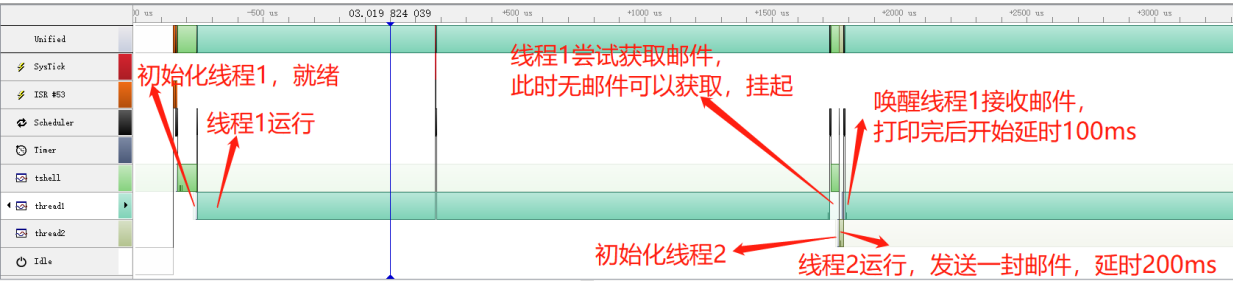 00 us
-500 us
03.019 824 039
+500 us
+1000 us
+1500 us
+2000 us
+2500 us
+3000 us
Unified
SysTick
ISR #53
Scheduler
Timer
tshell
thread1
thread2
Idle
初始化线程1，就绪
线程1运行
线程1尝试获取邮件，
此时无邮件可以获取，挂起
唤醒线程1接收邮件，
打印完后开始延时100ms
初始化线程2
线程2运行，发送一封邮件，延时200ms